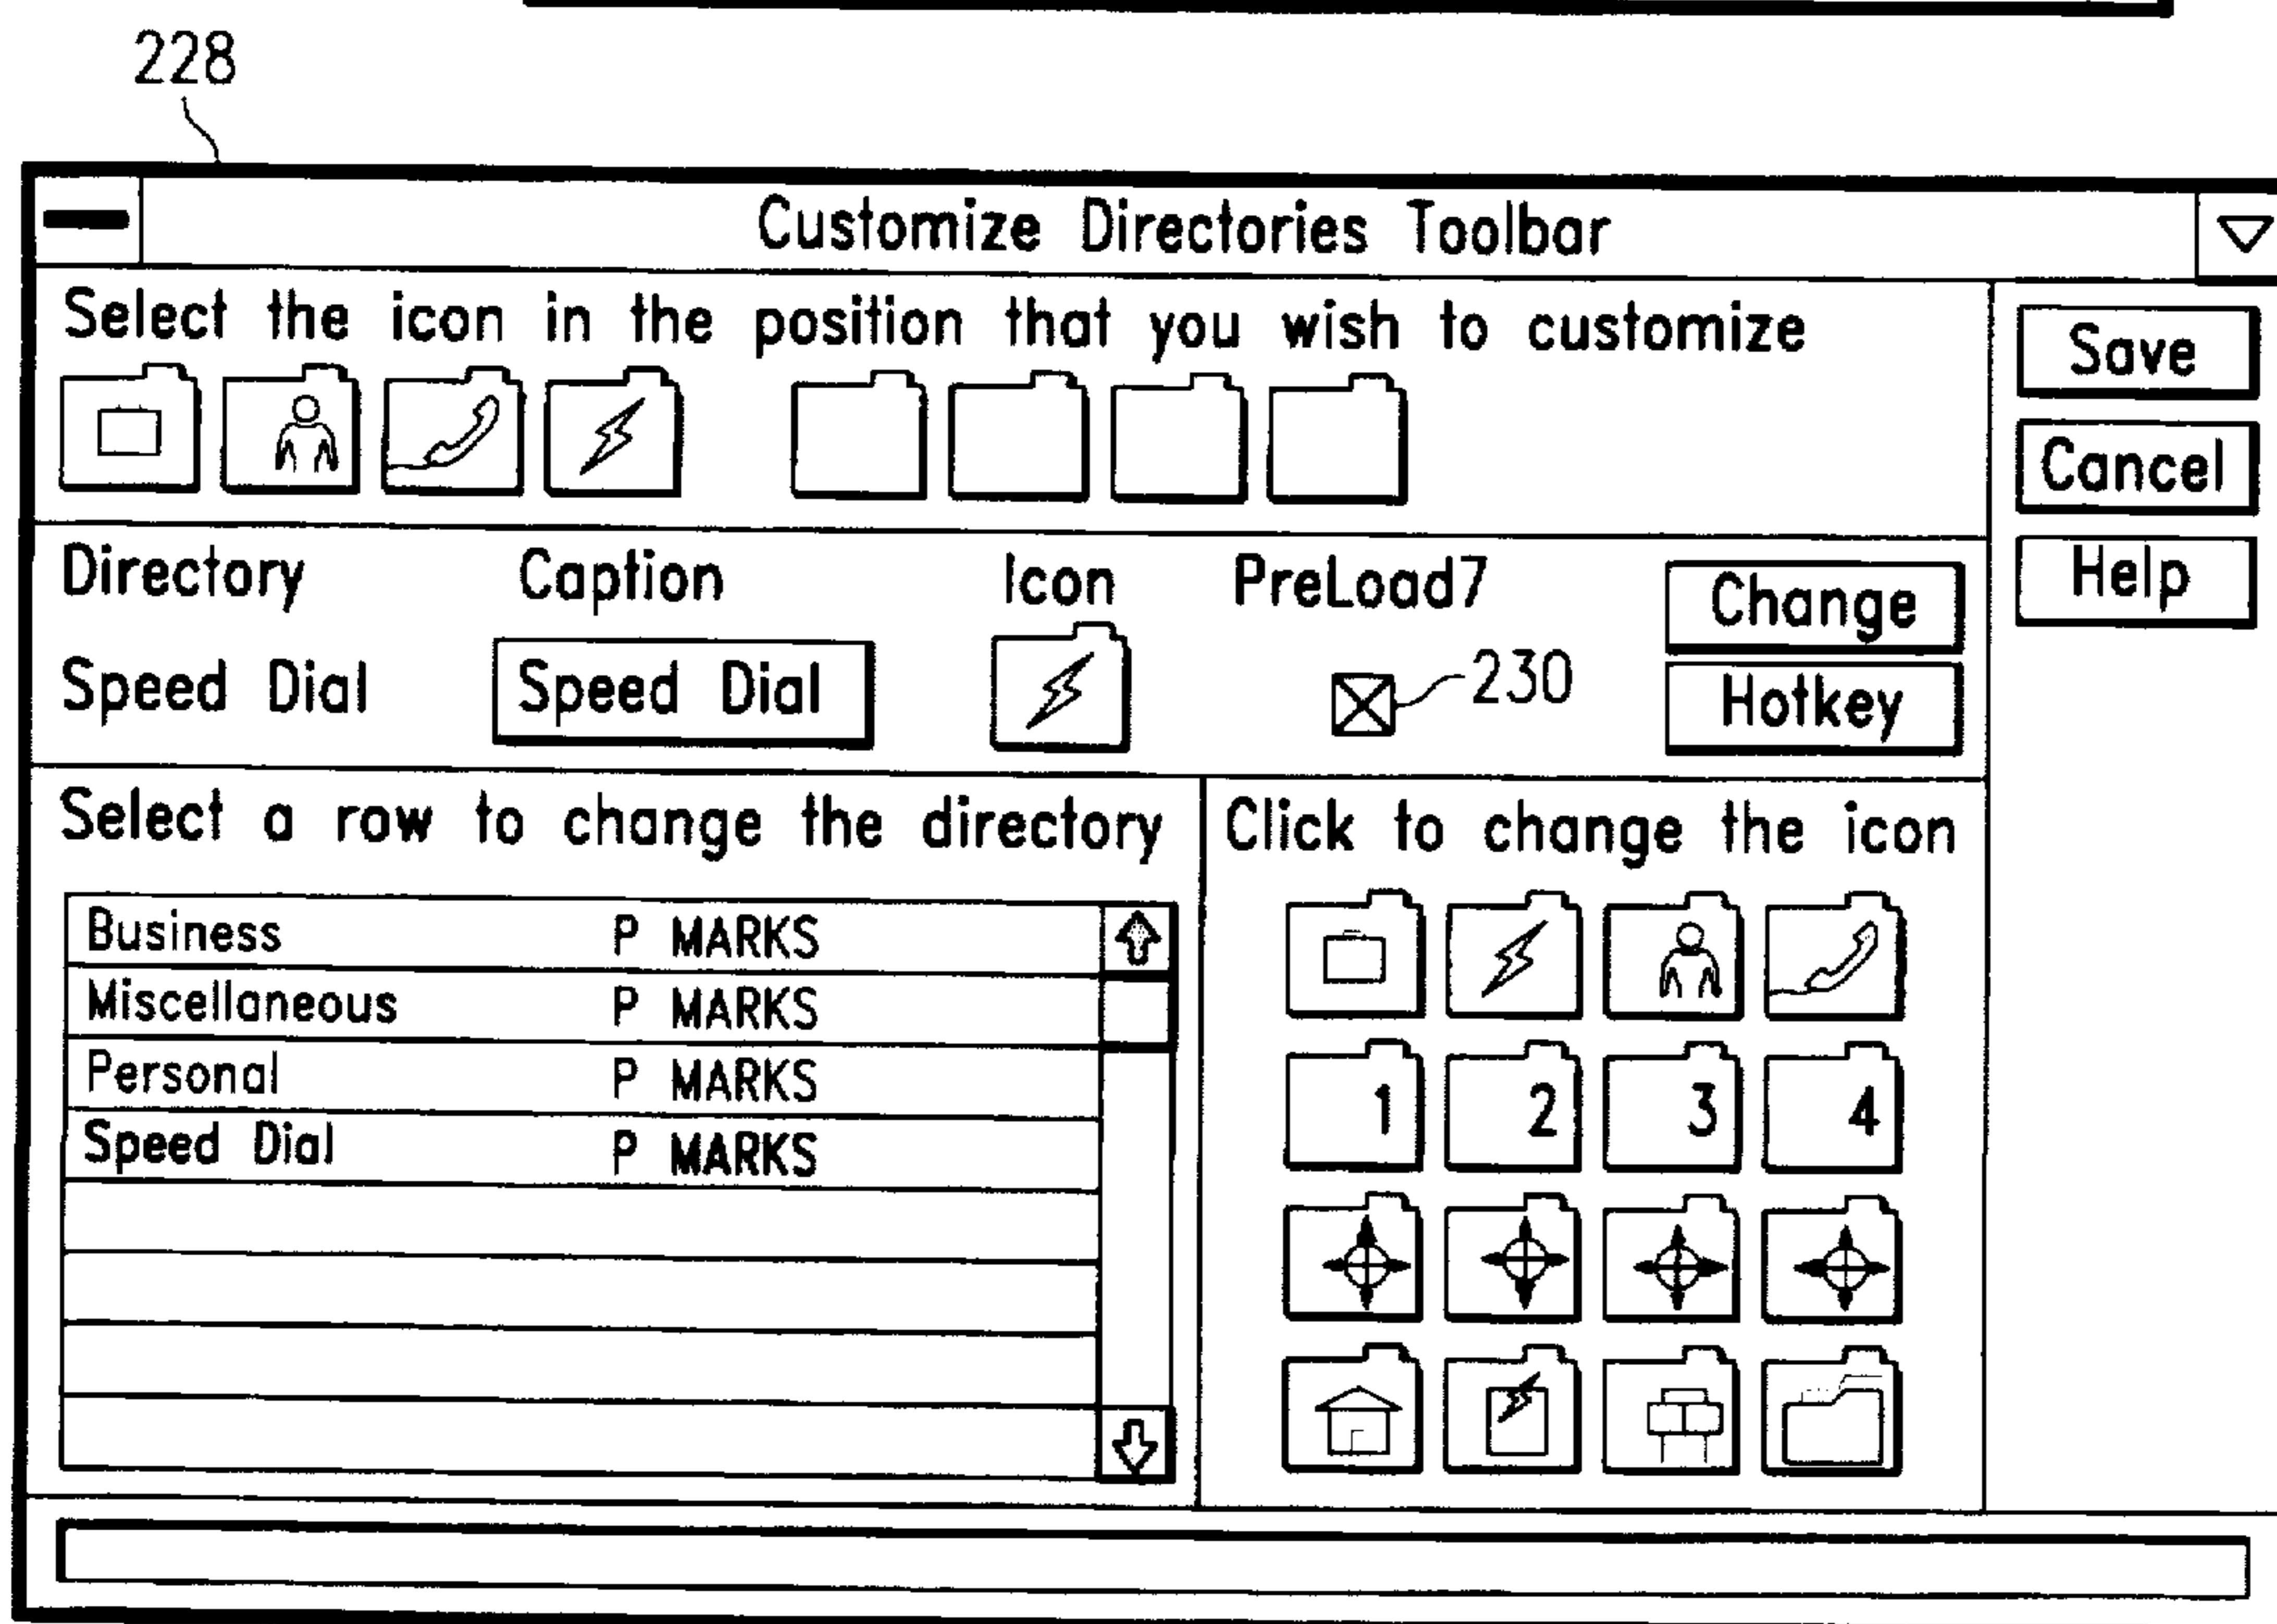 228
Customize Directories Toolbar
Select the icon in the position that you wish to customize
Save
Cancel
Help
Directory Caption Icon PreLoad7 Change
Speed Dial Speed Dial 230 Hotkey
Select a row to change the directory
Business P MARKS
Miscellaneous P MARKS
Personal P MARKS
Speed Dial P MARKS
Click to change the icon
1 2 3 4